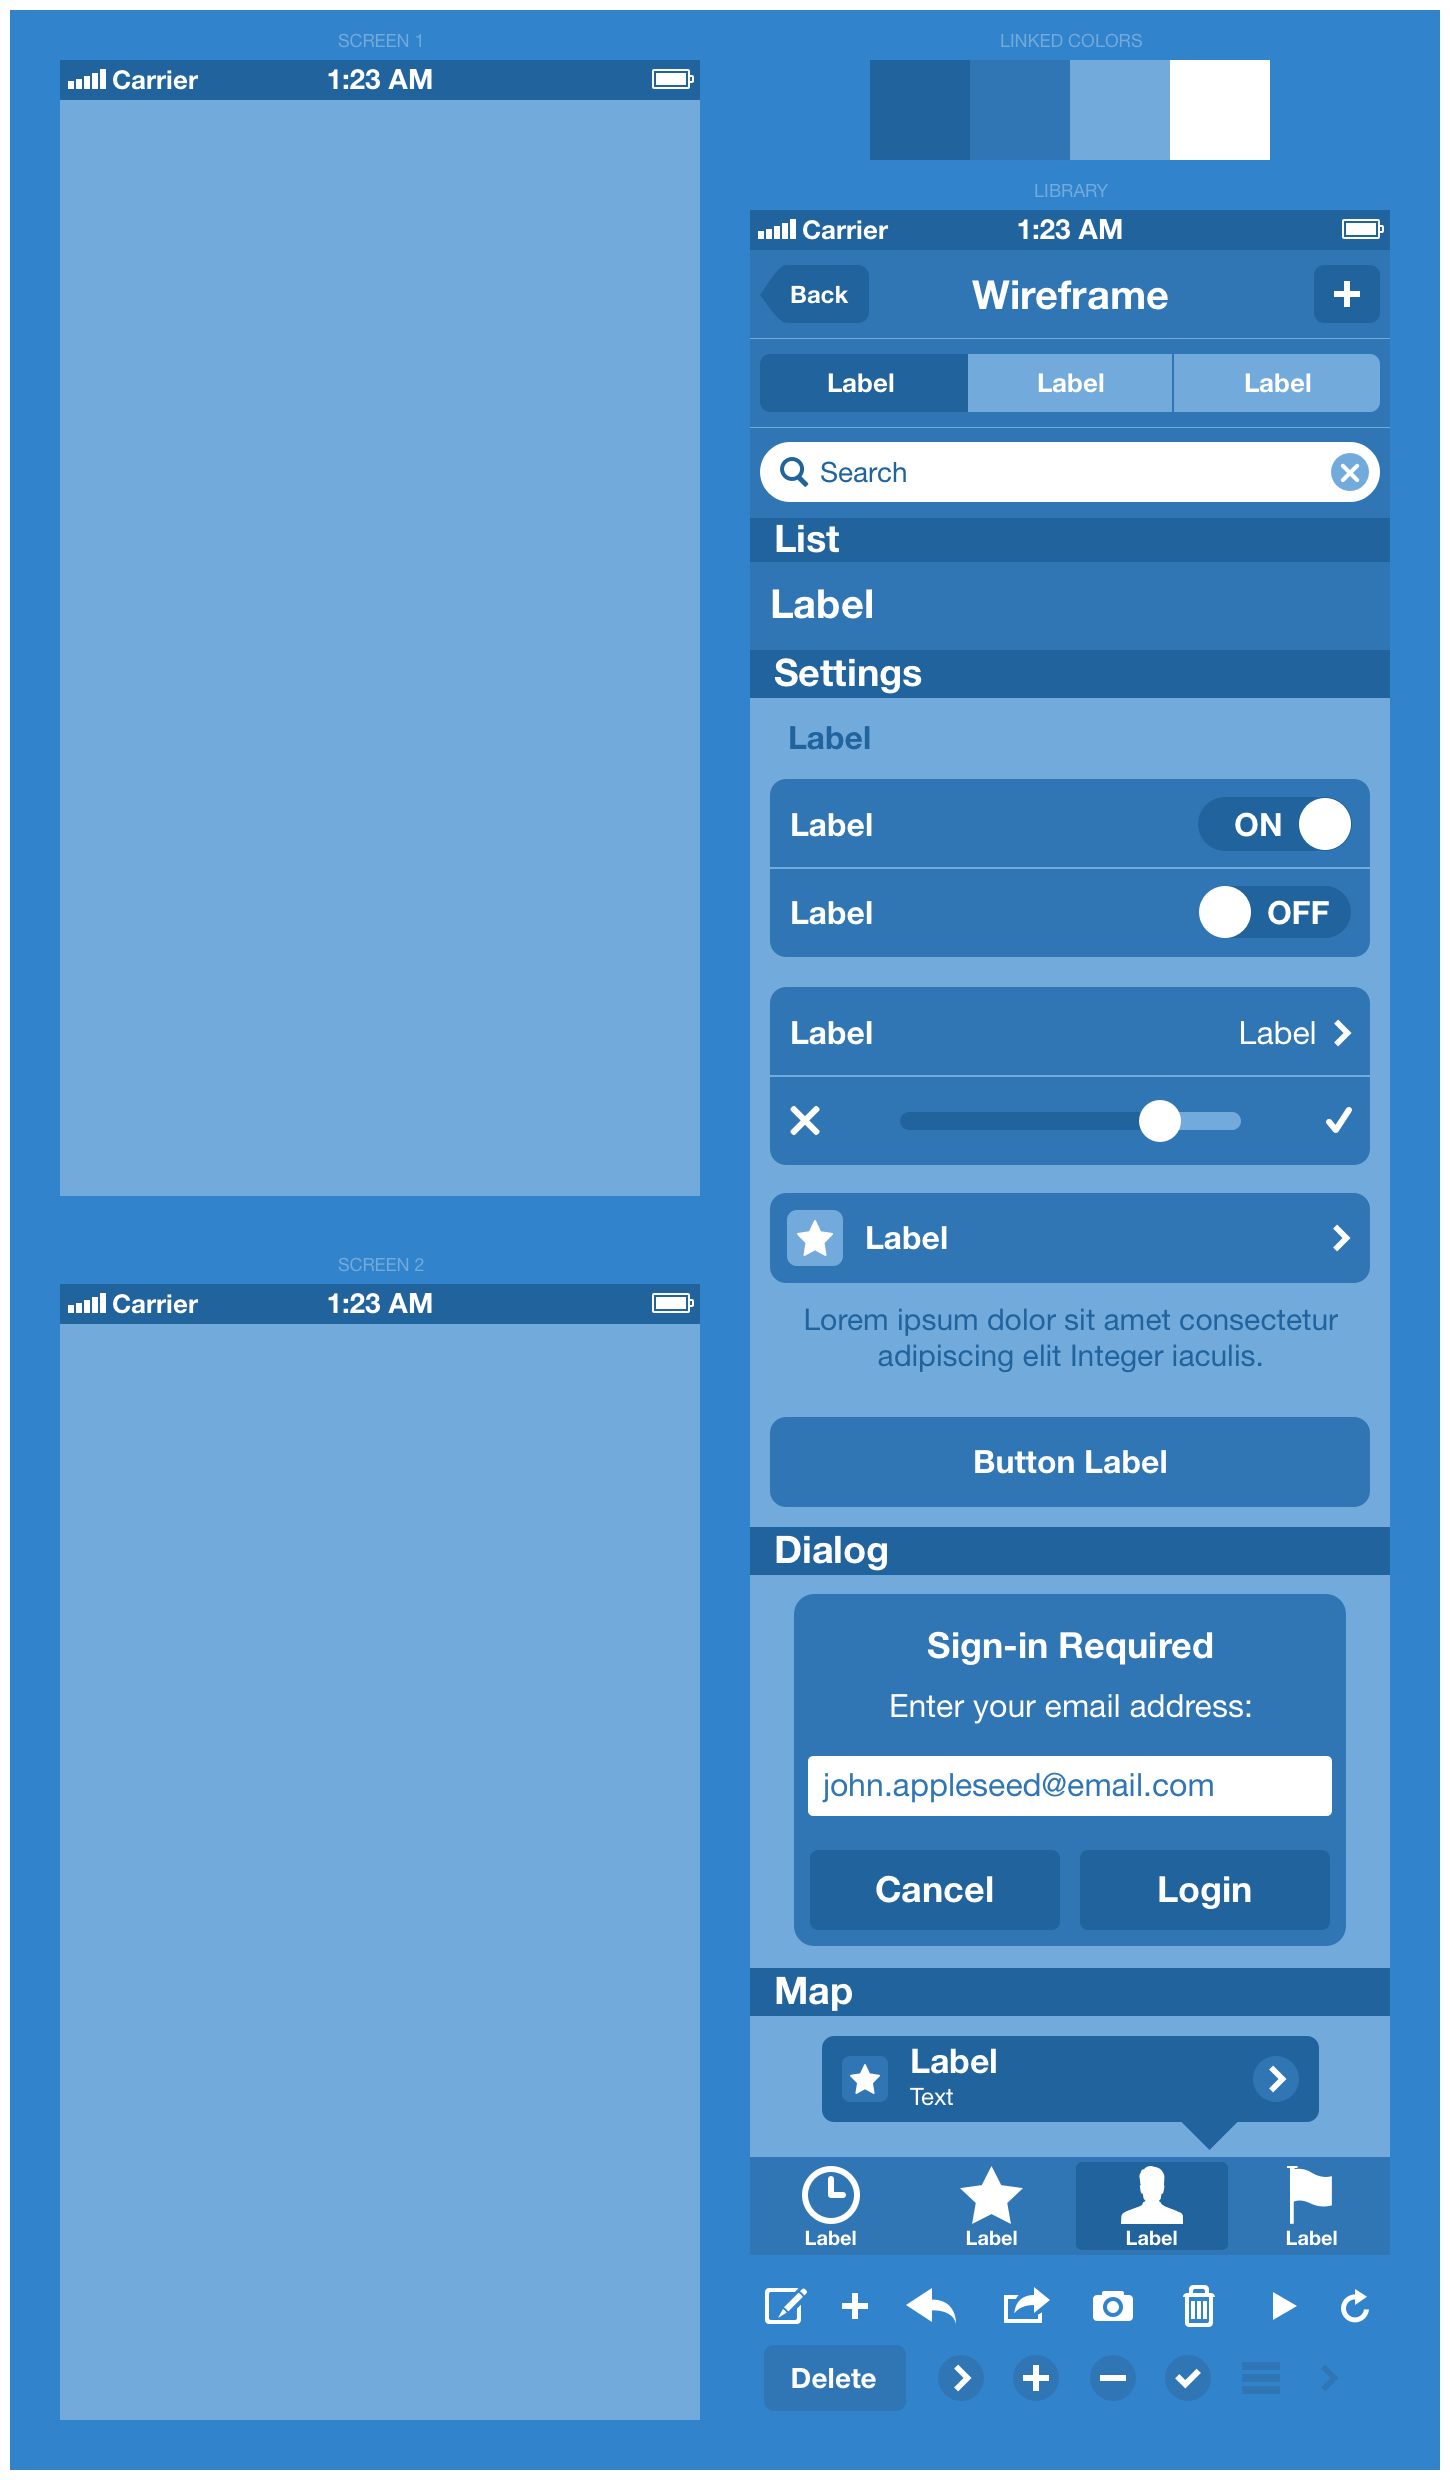 SCREEN 1
Carrier 1:23 AM
SCREEN 2
Carrier 1:23 AM
LINKED COLORS
LIBRARY
Carrier 1:23 AM
Back Wireframe
Label Label Label
Search
List
Label
Settings
Label
Label ON
Label OFF
Label Label
Label
Lorem ipsum dolor sit amet consectetur
adipiscing elit Integer iaculis.
Button Label
Dialog
Sign-in Required
Enter your email address:
john.appleseed@email.com
Cancel Login
Map
Label
Text
Label Label Label Label
Delete